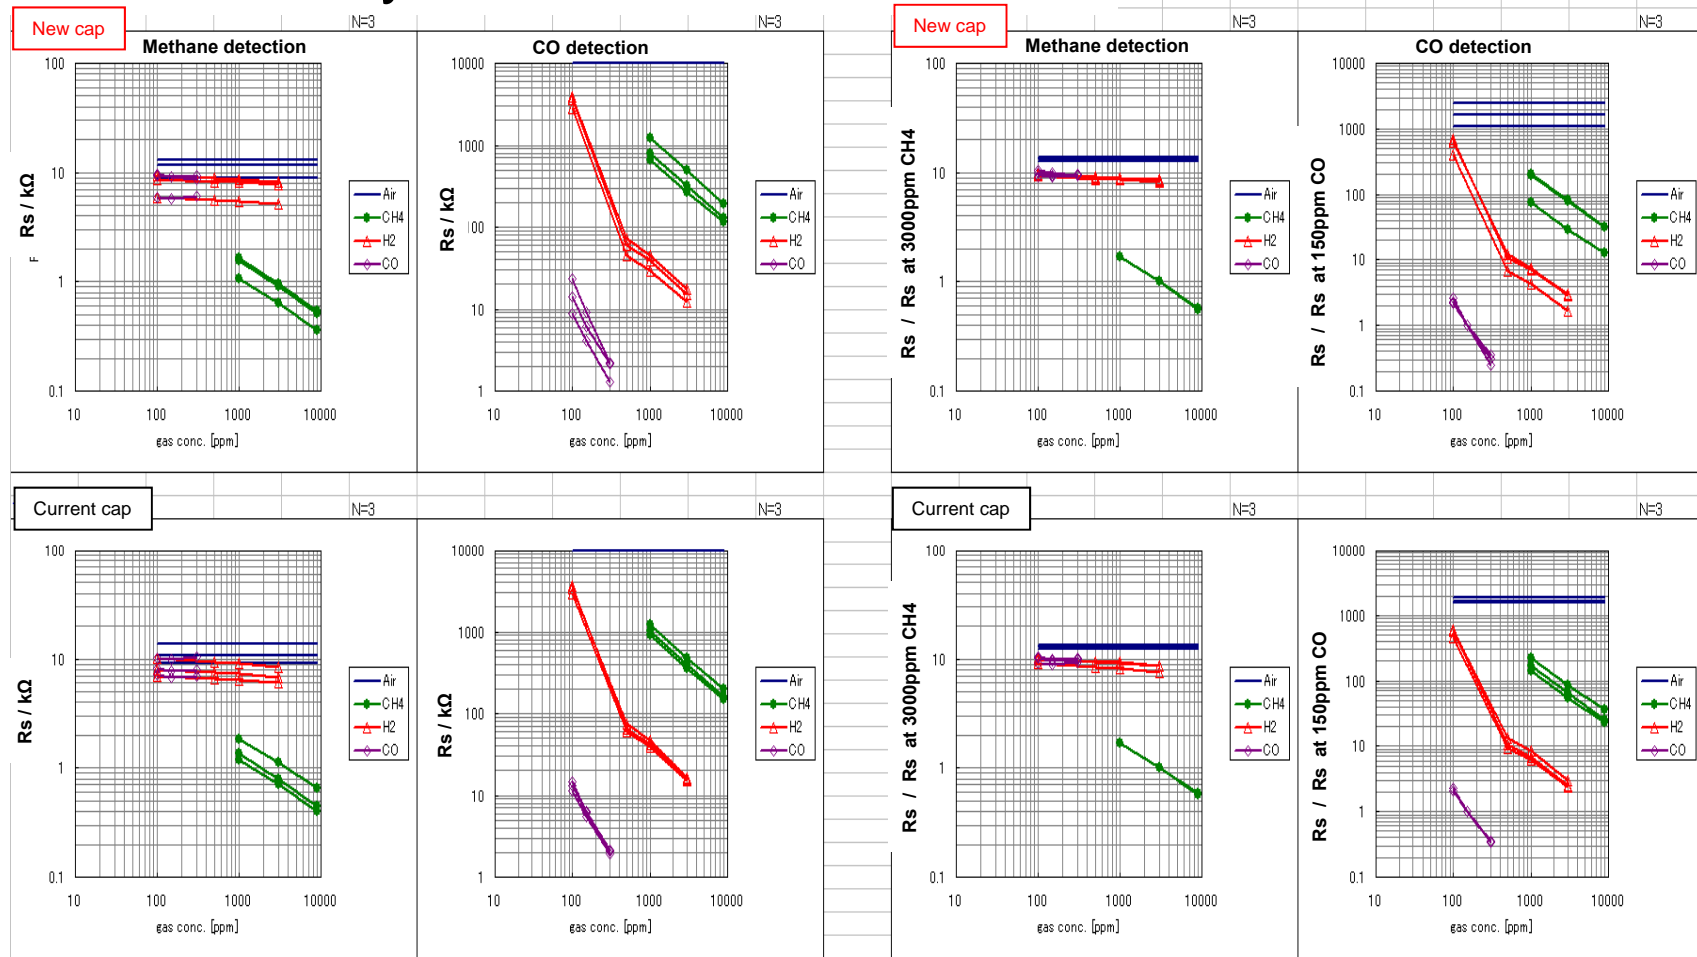 y
New cap
N=3
N=3
Methane detection
CO detection
100
10
1
0.1
10
100
1000
10000
gas conc. [ppm]
Rs / kΩ
F
Air
CH4
H2
CO
10000
1000
100
10
1
10
100
1000
10000
gas conc. [ppm]
Rs / kΩ
Air
CH4
H2
CO
New cap
N=3
N=3
Methane detection
CO detection
100
10
1
0.1
10
100
1000
10000
gas conc. [ppm]
Rs / Rs at 3000ppm CH4
Air
CH4
H2
CO
10000
1000
100
10
1
0.1
10
100
1000
10000
gas conc. [ppm]
Rs / Rs at 150ppm CO
Air
CH4
H2
CO
Current cap
N=3
N=3
100
10
1
0.1
10
100
1000
10000
gas conc. [ppm]
Rs / kΩ
Air
CH4
H2
CO
10000
1000
100
10
1
10
100
1000
10000
gas conc. [ppm]
Rs / kΩ
Air
CH4
H2
CO
Current cap
N=3
N=3
100
10
1
0.1
10
100
1000
10000
gas conc. [ppm]
Rs / Rs at 3000ppm CH4
Air
CH4
H2
CO
10000
1000
100
10
1
0.1
10
100
1000
10000
gas conc. [ppm]
Rs / Rs at 150ppm CO
Air
CH4
H2
CO